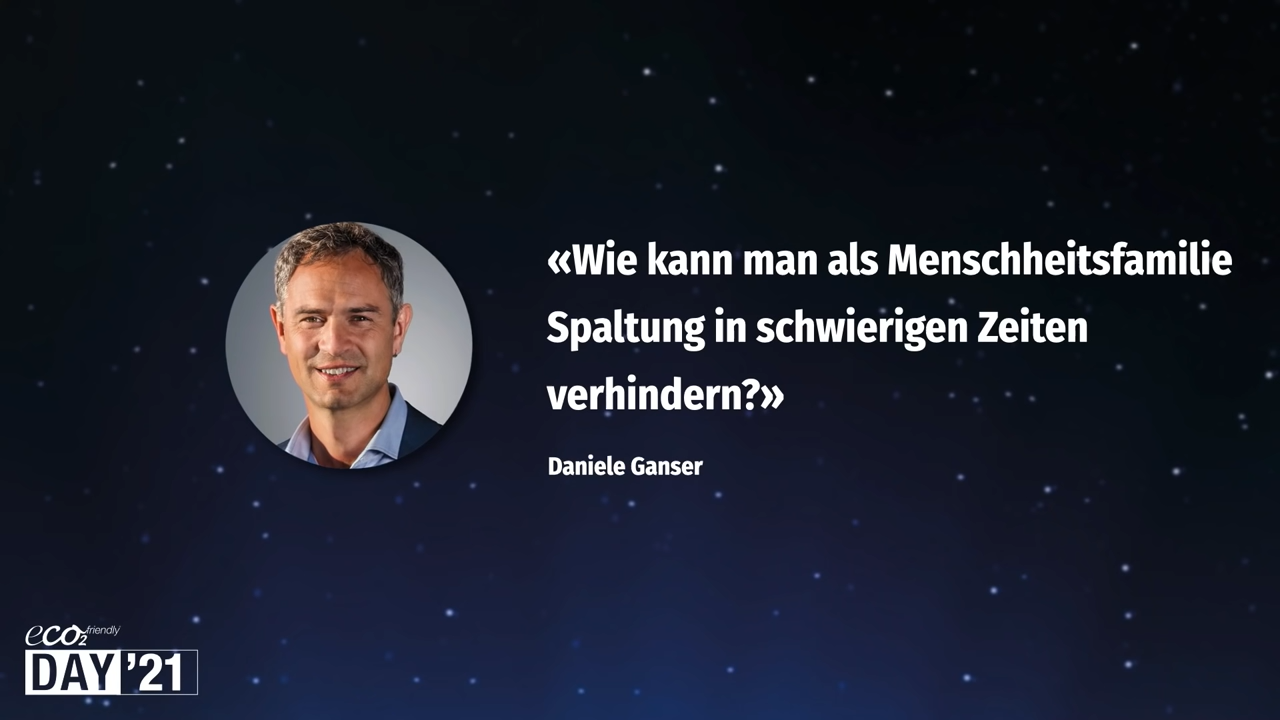 «Wie kann man als Menschheitsfamilie
Spaltung in schwierigen Zeiten
verhindern?»
Daniele Ganser
eco2friendly
DAY '21